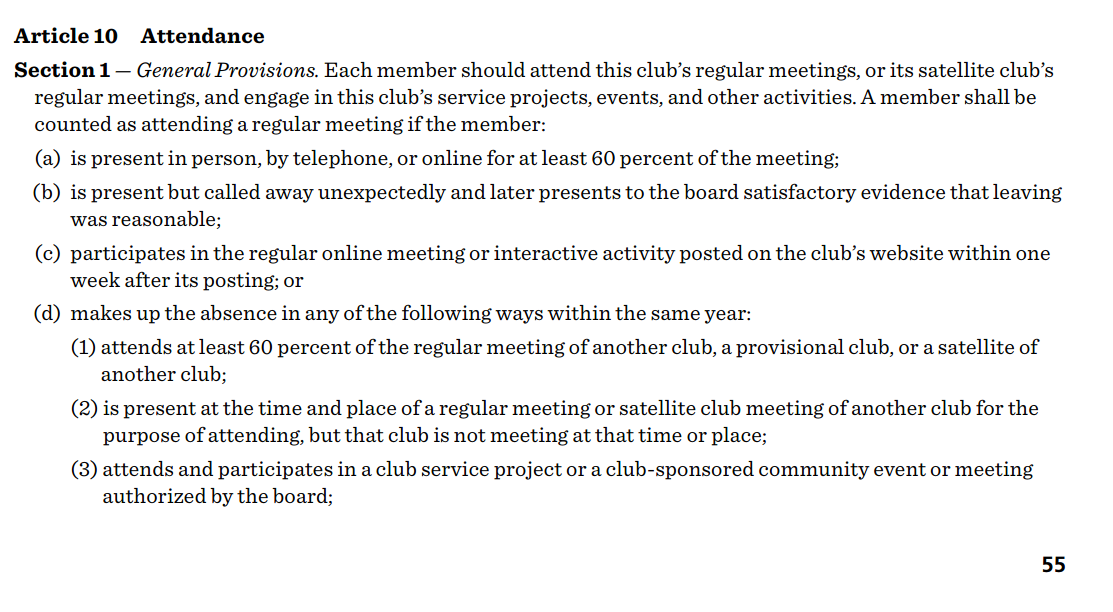 Article 10 Attendance
Section 1 — General Provisions. Each member should attend this club’s regular meetings, or its satellite club’s
regular meetings, and engage in this club’s service projects, events, and other activities. A member shall be
counted as attending a regular meeting if the member:
(a) is present in person, by telephone, or online for at least 60 percent of the meeting;
(b) is present but called away unexpectedly and later presents to the board satisfactory evidence that leaving
was reasonable;
(c) participates in the regular online meeting or interactive activity posted on the club’s website within one
week after its posting; or
(d) makes up the absence in any of the following ways within the same year:
(1) attends at least 60 percent of the regular meeting of another club, a provisional club, or a satellite of
another club;
(2) is present at the time and place of a regular meeting or satellite club meeting of another club for the
purpose of attending, but that club is not meeting at that time or place;
(3) attends and participates in a club service project or a club-sponsored community event or meeting
authorized by the board;
55